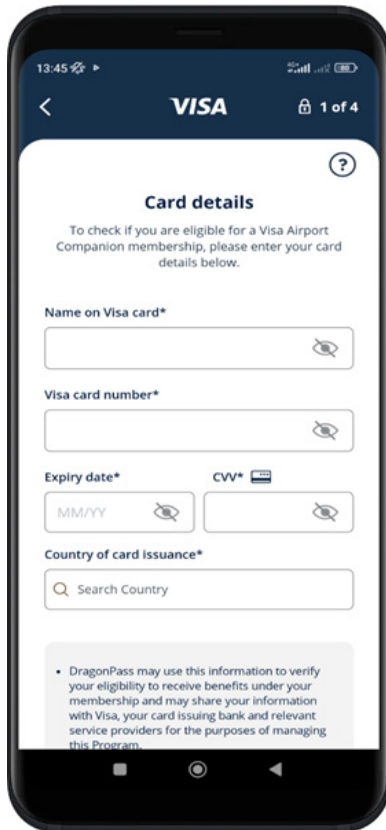 13:45
4G+
80
VISA
1 of 4
?
Card details
To check if you are eligible for a Visa Airport
Companion membership, please enter your card
details below.
Name on Visa card*
Visa card number*
Expiry date*
CVV*
MM/YY
Country of card issuance*
Search Country
• DragonPass may use this information to verify
your eligibility to receive benefits under your
membership and may share your information
with Visa, your card issuing bank and relevant
service providers for the purposes of managing
this Program.